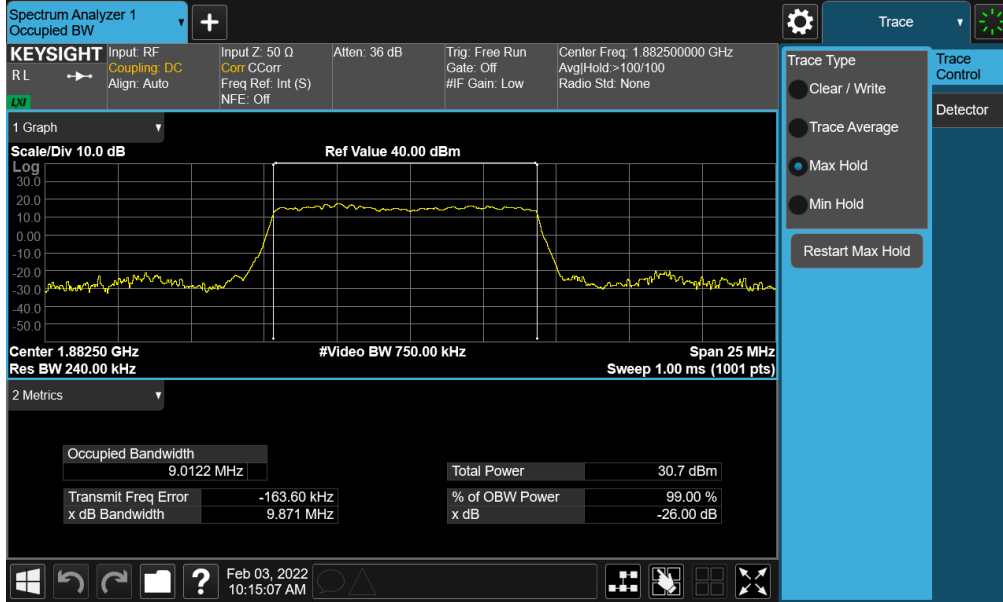 Spectrum Analyzer 1
Occupied BW
+
Trace
KEYSIGHT
R L
LXI
Input: RF
Coupling: DC
Align: Auto
Input Z: 50 Ω
Corr CCorr
Freq Ref: Int (S)
NFE: Off
Atten: 36 dB
Trig: Free Run
Gate: Off
#IF Gain: Low
Center Freq: 1.882500000 GHz
Avg|Hold:>100/100
Radio Std: None
Trace Type
Clear / Write
Trace Average
Max Hold
Min Hold
Restart Max Hold
Trace
Control
Detector
1 Graph
Scale/Div 10.0 dB
Ref Value 40.00 dBm
Log
30.0
20.0
10.0
0.00
-10.0
-20.0
-30.0
-40.0
-50.0
Center 1.88250 GHz
#Video BW 750.00 kHz
Span 25 MHz
Res BW 240.00 kHz
Sweep 1.00 ms (1001 pts)
2 Metrics
Occupied Bandwidth
9.0122 MHz
Total Power 30.7 dBm
Transmit Freq Error -163.60 kHz
% of OBW Power 99.00 %
x dB Bandwidth 9.871 MHz
x dB -26.00 dB
?
Feb 03, 2022
10:15:07 AM